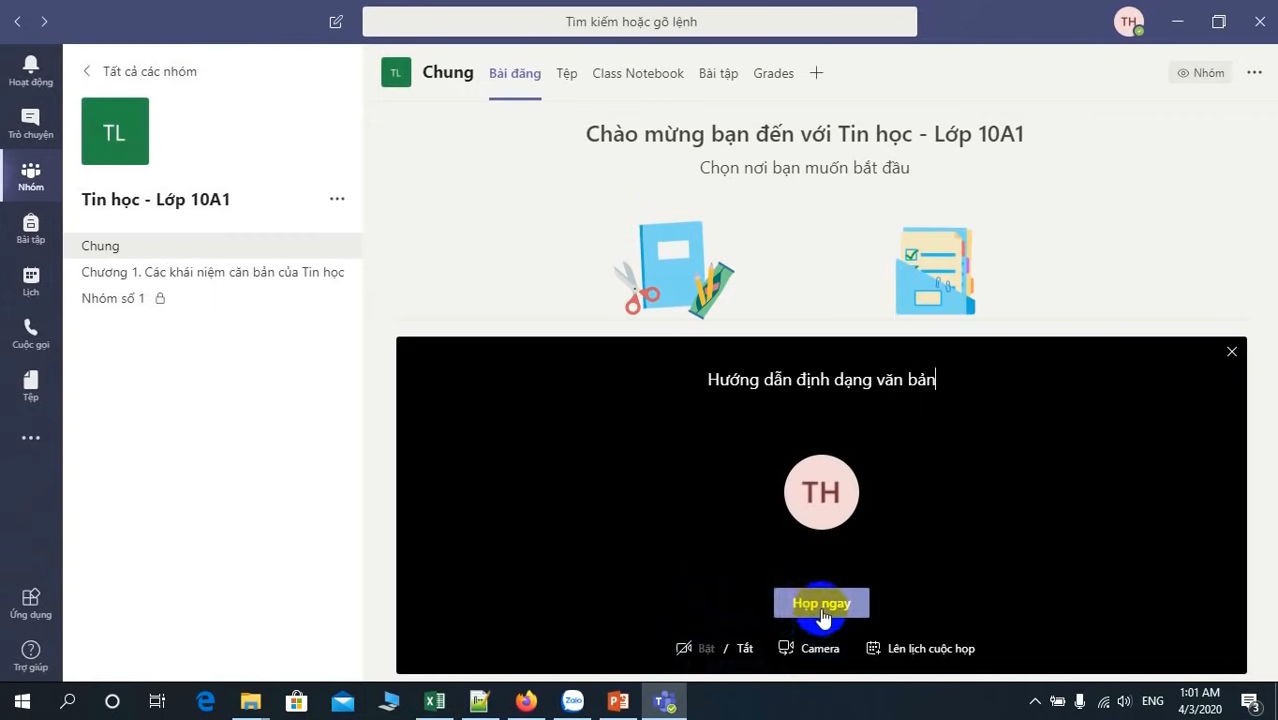 Tìm kiếm hoặc gõ lệnh
TH
Hoạt động
Trò chuyện
Nhóm
Bài tập
Lịch
Cuộc gọi
Tệp
Ứng dụng
Trợ giúp
Tất cả các nhóm
TL
Tin học - Lớp 10A1
Chung
Chương 1. Các khái niệm căn bản của Tin học
Nhóm số 1
TL Chung Bài đăng Tệp Class Notebook Bài tập Grades Nhóm
Chào mừng bạn đến với Tin học - Lớp 10A1
Chọn nơi bạn muốn bắt đầu
Hướng dẫn định dạng văn bản
TH
Họp ngay
Bật / Tắt Camera Lên lịch cuộc họp
Zalo
ENG
1:01 AM
4/3/2020
3